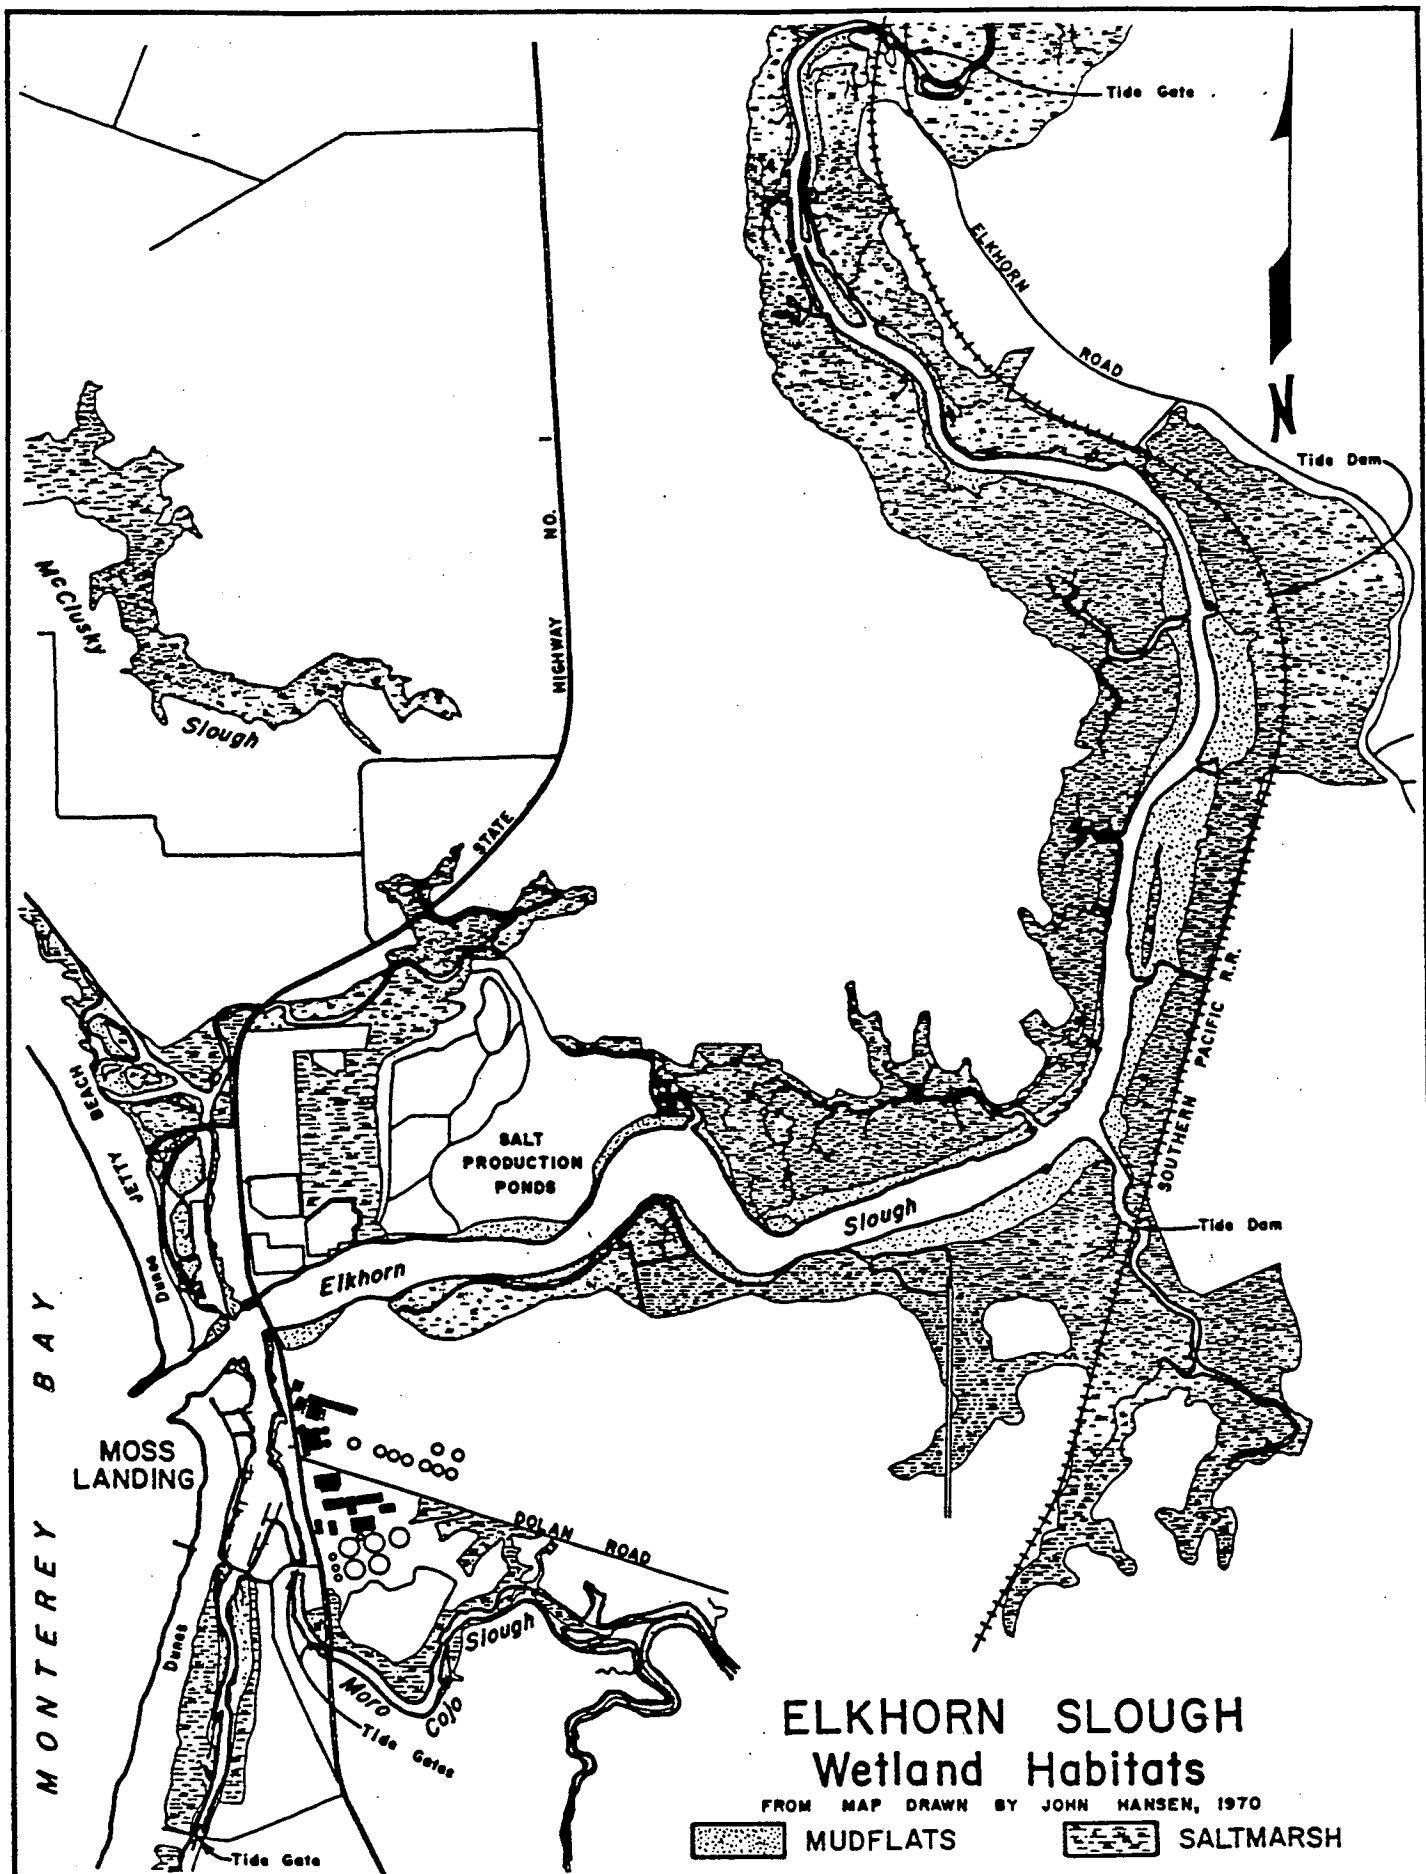 Tide Gate
ELKHORN
ROAD
N
Tide Dam
HIGHWAY NO. 1
McClusky
Slough
STATE
JETTY BEACH
SALT
PRODUCTION
PONDS
SOUTHERN PACIFIC R.R.
Slough
Tide Dam
Elkhorn
Dunes
MONTEREY BAY
MOSS
LANDING
DOLAN ROAD
Dunes
Slough
Moro
Cojo
Tide Gates
Tide Gate
ELKHORN SLOUGH
Wetland Habitats
FROM MAP DRAWN BY JOHN HANSEN, 1970
MUDFLATS
SALTMARSH